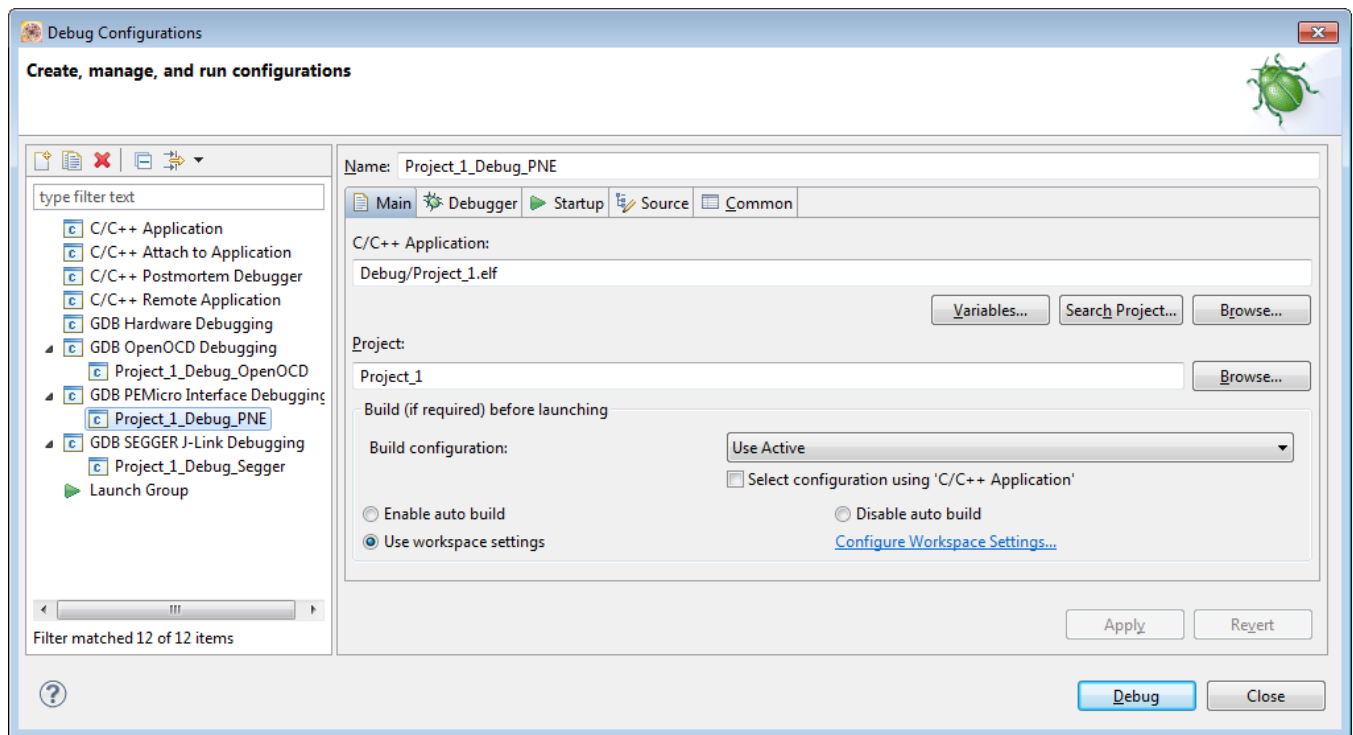 Debug Configurations
Create, manage, and run configurations
type filter text
C/C++ Application
C/C++ Attach to Application
C/C++ Postmortem Debugger
C/C++ Remote Application
GDB Hardware Debugging
GDB OpenOCD Debugging
Project_1_Debug_OpenOCD
GDB PEMicro Interface Debugging
Project_1_Debug_PNE
GDB SEGGER J-Link Debugging
Project_1_Debug_Segger
Launch Group
Filter matched 12 of 12 items
Name: Project_1_Debug_PNE
Main Debugger Startup Source Common
C/C++ Application:
Debug/Project_1.elf
Variables... Search Project... Browse...
Project:
Project_1 Browse...
Build (if required) before launching
Build configuration: Use Active
Select configuration using 'C/C++ Application'
Enable auto build Disable auto build
Use workspace settings Configure Workspace Settings...
Apply Revert
? Debug Close